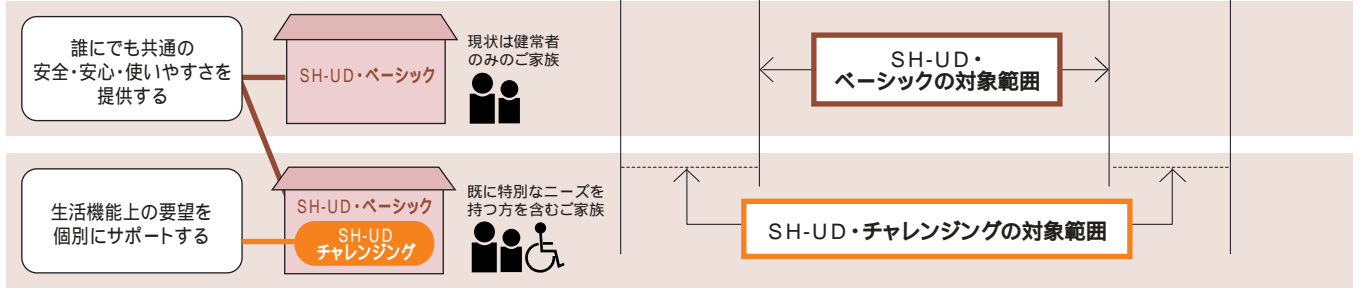 誰にでも共通の
安全・安心・使いやすさを
提供する
SH-UD・ベーシック
現状は健常者
のみのご家族
SH-UD・
ベーシックの対象範囲
生活機能上の要望を
個別にサポートする
SH-UD・ベーシック
SH-UD
チャレンジング
既に特別なニーズを
持つ方を含むご家族
SH-UD・チャレンジングの対象範囲